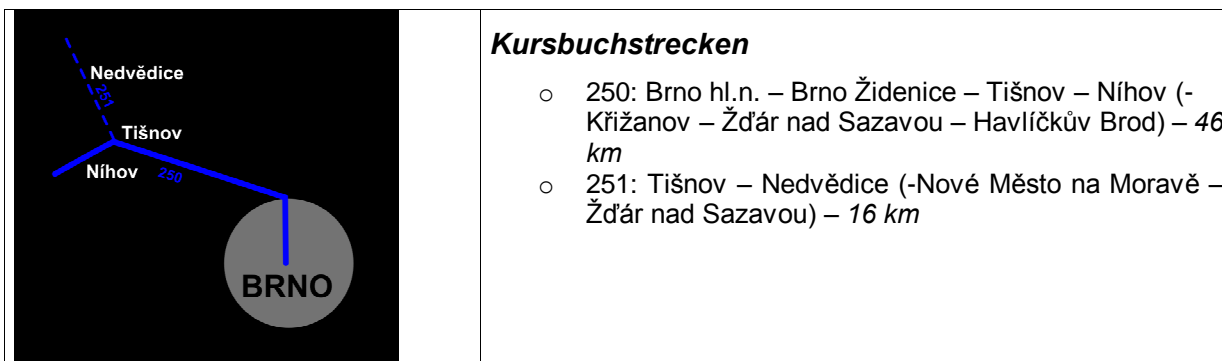 Nedvědice
251
Tišnov
Níhov
250
BRNO
Kursbuchstrecken
o 250: Brno hl.n. – Brno Židenice – Tišnov – Níhov (-
Křižanov – Žďár nad Sazavou – Havlíčkův Brod) – 46
km
o 251: Tišnov – Nedvědice (-Nové Město na Moravě –
Žďár nad Sazavou) – 16 km